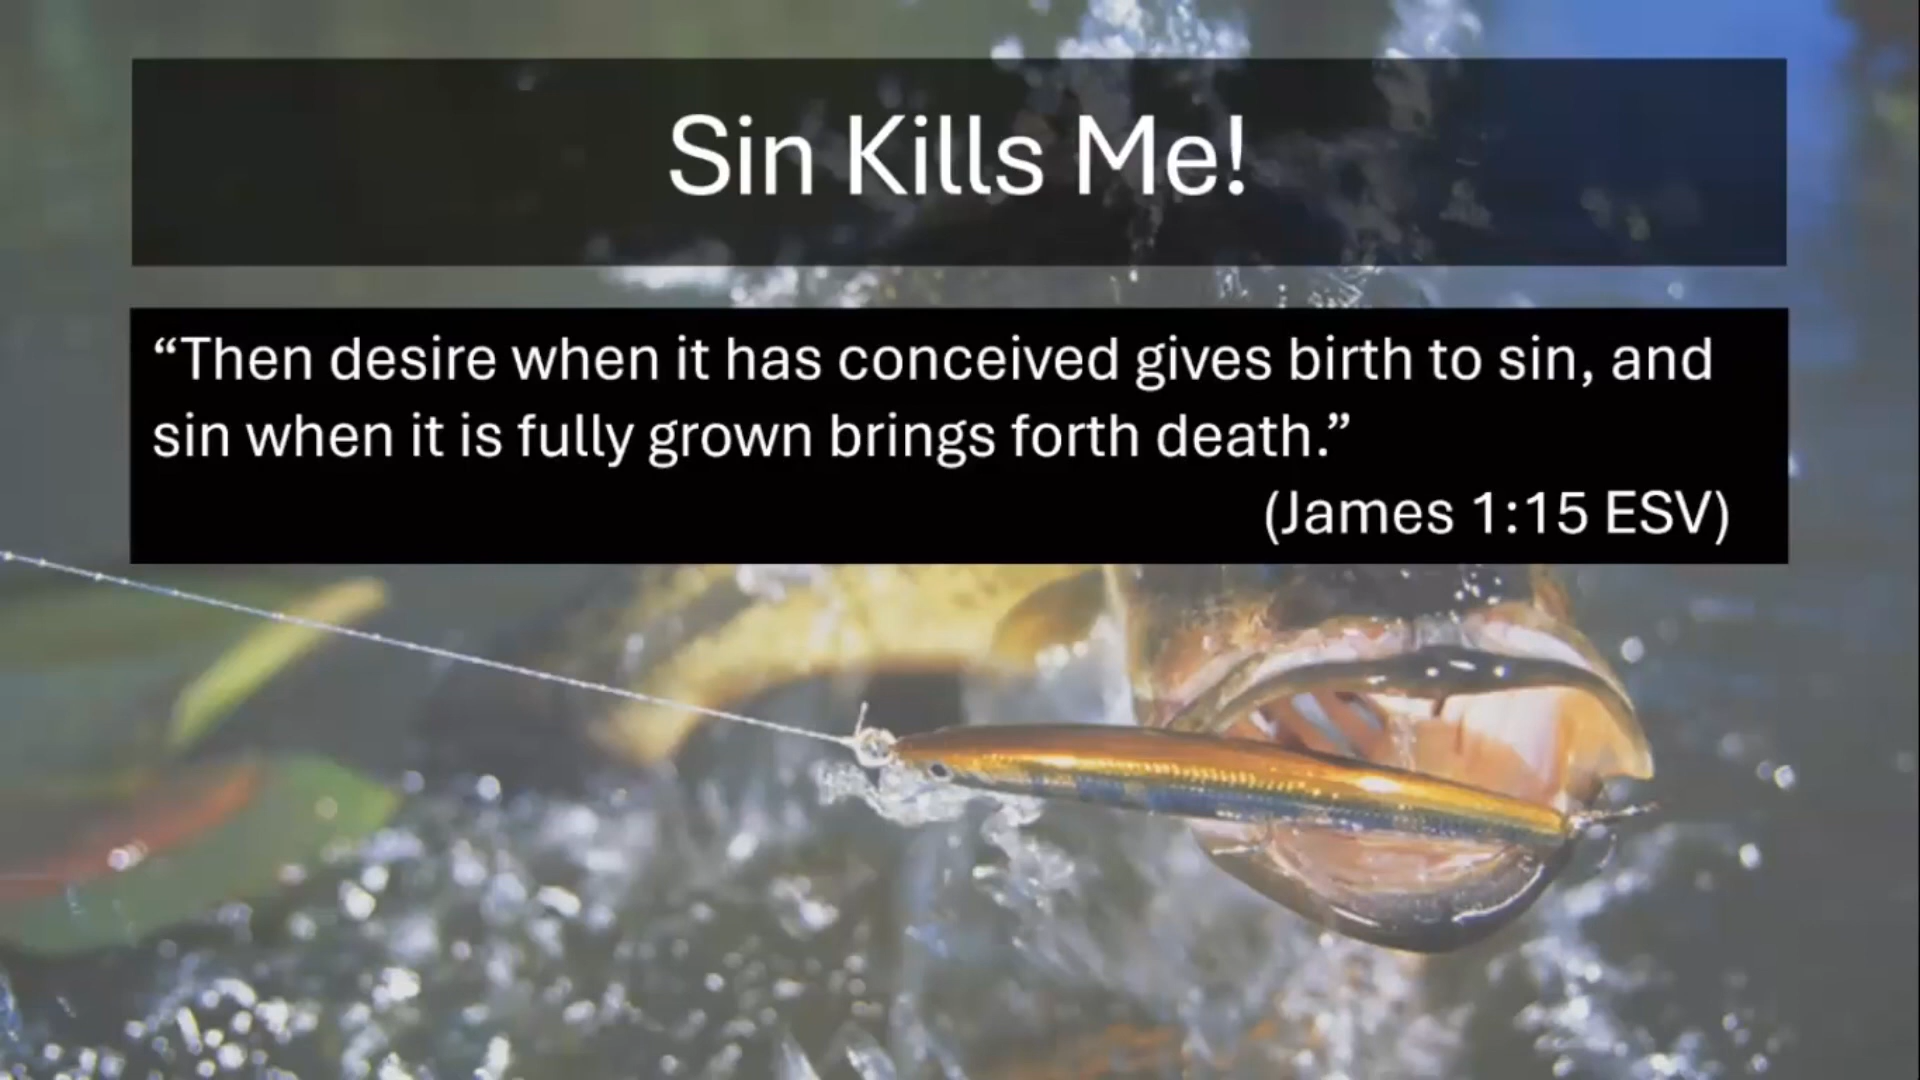 Sin Kills Me!
“Then desire when it has conceived gives birth to sin, and
sin when it is fully grown brings forth death.”
(James 1:15 ESV)